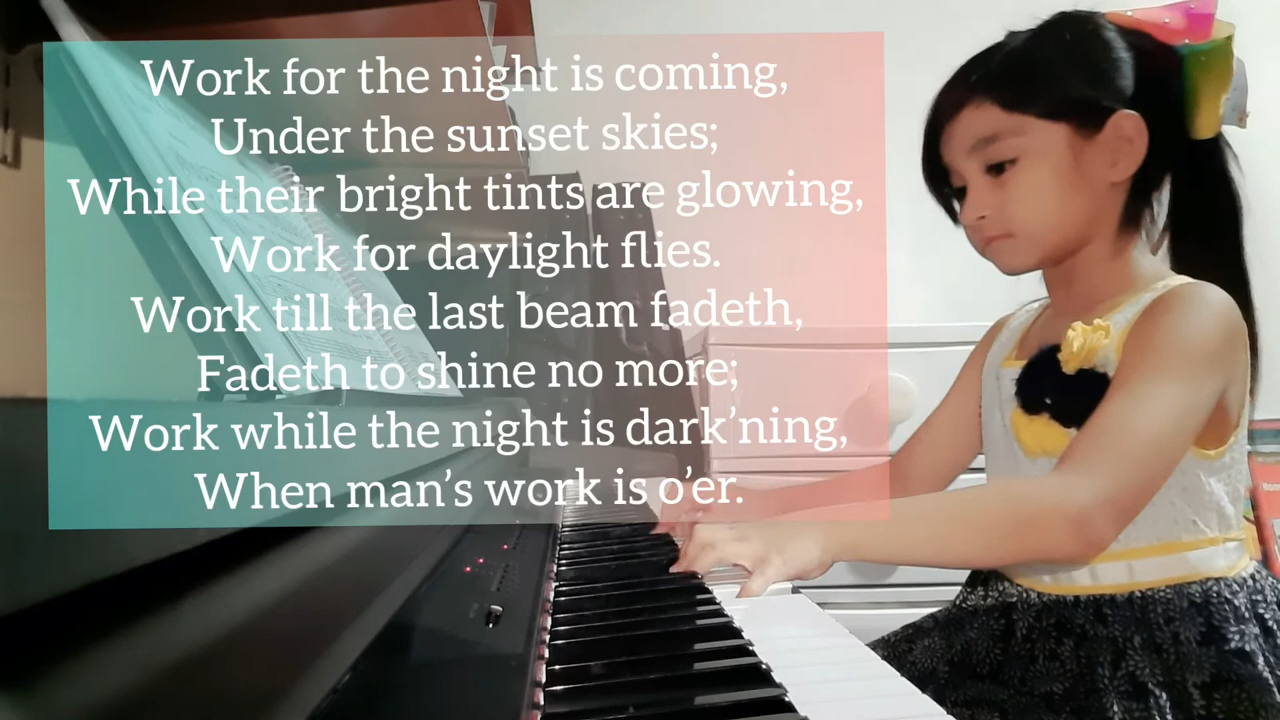 Work for the night is coming,
Under the sunset skies;
While their bright tints are glowing,
Work for daylight flies.
Work till the last beam fadeth,
Fadeth to shine no more;
Work while the night is dark’ning,
When man’s work is o’er.